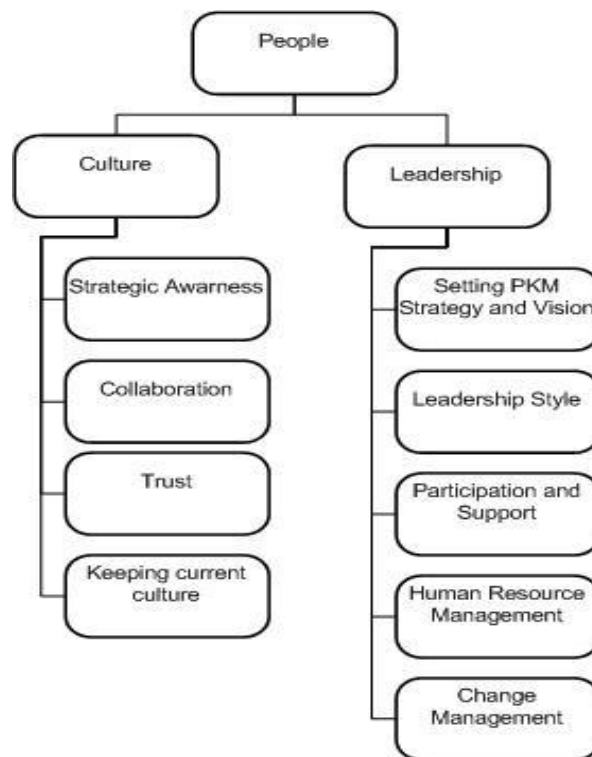 People
Culture
Leadership
Strategic Awarness
Collaboration
Trust
Keeping current
culture
Setting PKM
Strategy and Vision
Leadership Style
Participation and
Support
Human Resource
Management
Change
Management